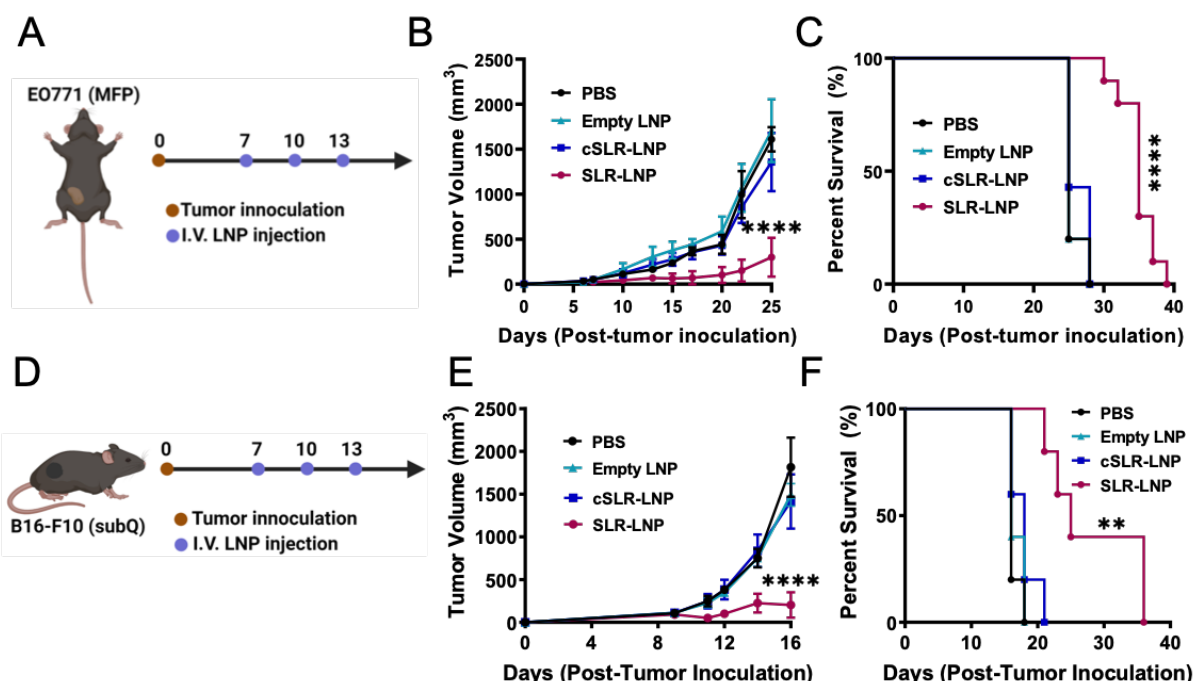 A
EO771 (MFP)
0 7 10 13
Tumor innoculation
I.V. LNP injection
B
Tumor Volume (mm³)
2500
2000
1500
1000
500
0
PBS
Empty LNP
cSLR-LNP
SLR-LNP
****
0 5 10 15 20 25
Days (Post-tumor inoculation)
C
Percent Survival (%)
100
50
0
PBS
Empty LNP
cSLR-LNP
SLR-LNP
****
0 10 20 30 40
Days (Post-tumor inoculation)
D
0 7 10 13
B16-F10 (subQ)
Tumor innoculation
I.V. LNP injection
E
Tumor Volume (mm³)
2500
2000
1500
1000
500
0
PBS
Empty LNP
cSLR-LNP
SLR-LNP
****
0 4 8 12 16
Days (Post-Tumor Inoculation)
F
Percent Survival (%)
100
50
0
PBS
Empty LNP
cSLR-LNP
SLR-LNP
**
0 10 20 30 40
Days (Post-Tumor Inoculation)